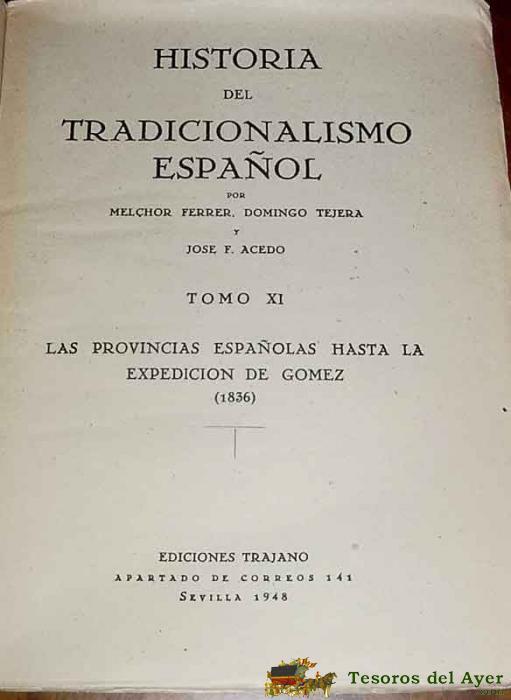 HISTORIA
DEL
TRADICIONALISMO
ESPAÑOL
POR
MELCHOR FERRER, DOMINGO TEJERA
Y
JOSE F. ACEDO
TOMO XI
LAS PROVINCIAS ESPAÑOLAS HASTA LA
EXPEDICION DE GOMEZ
(1836)
EDICIONES TRAJANO
APARTADO DE CORREOS 141
SEVILLA 1948
Tesoros del Ayer